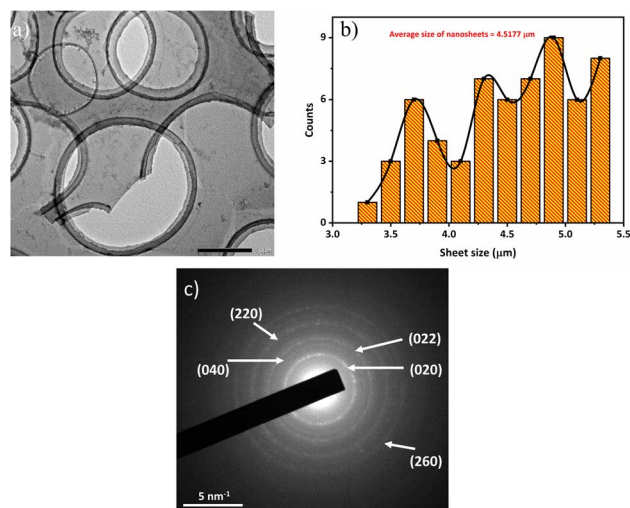 a)
b)
Average size of nanosheets = 4.5177 μm
Counts
9
6
3
0
3.0
3.5
4.0
4.5
5.0
5.5
Sheet size (μm)
c)
(220)
(022)
(040)
(020)
(260)
5 nm⁻¹